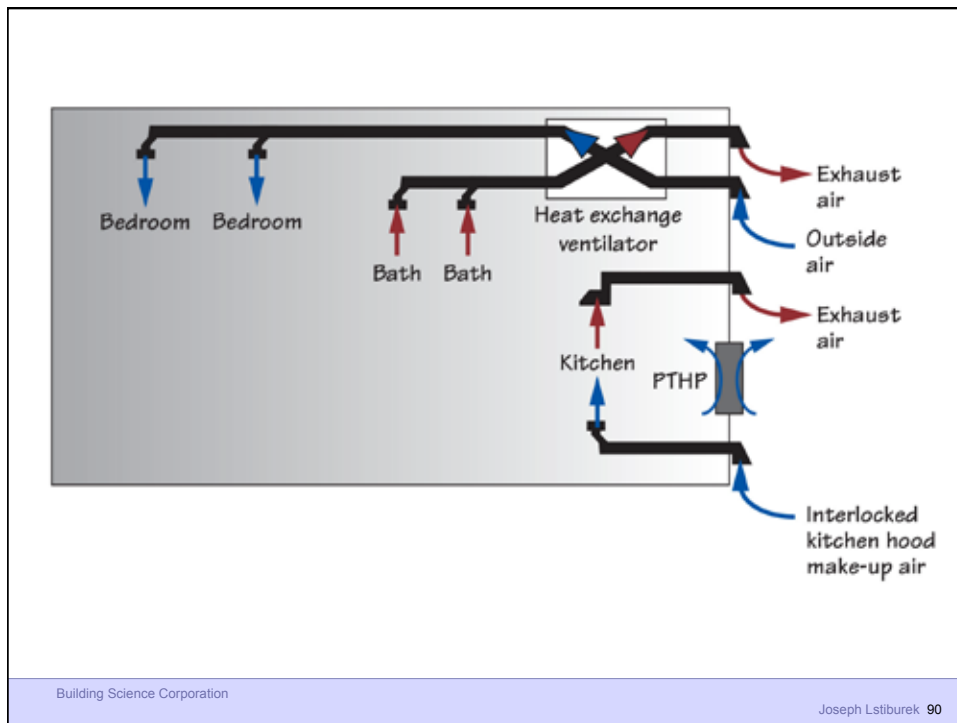 Exhaust
air
Bedroom
Bedroom
Heat exchange
ventilator
Outside
air
Bath
Bath
Exhaust
air
Kitchen
PTHP
Interlocked
kitchen hood
make-up air
Building Science Corporation
Joseph Lstiburek 90